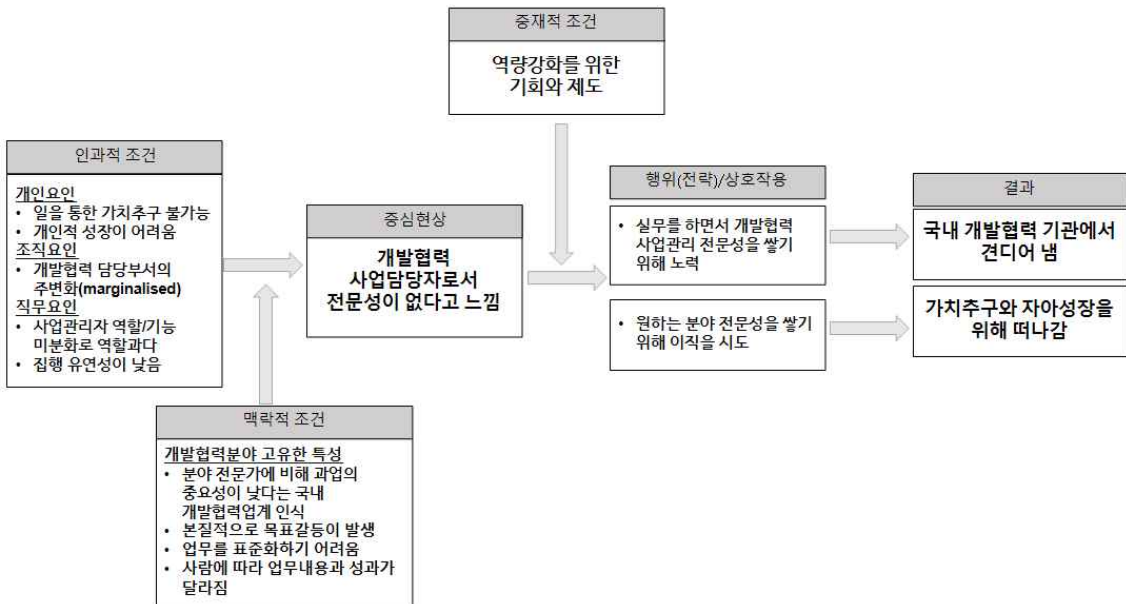 중재적 조건
역량강화를 위한
기회와 제도
인과적 조건
개인요인
• 일을 통한 가치추구 불가능
• 개인적 성장이 어려움
조직요인
• 개발협력 담당부서의
주변화(marginalised)
직무요인
• 사업관리자 역할/기능
미분화로 역할과다
• 집행 유연성이 낮음
중심현상
개발협력
사업담당자로서
전문성이 없다고 느낌
행위(전략)/상호작용
• 실무를 하면서 개발협력
사업관리 전문성을 쌓기
위해 노력
• 원하는 분야 전문성을 쌓기
위해 이직을 시도
결과
국내 개발협력 기관에서
견디어 냄
가치추구와 자아성장을
위해 떠나감
맥락적 조건
개발협력분야 고유한 특성
• 분야 전문가에 비해 과업의
중요성이 낮다는 국내
개발협력업계 인식
• 본질적으로 목표갈등이 발생
• 업무를 표준화하기 어려움
• 사람에 따라 업무내용과 성과가
달라짐